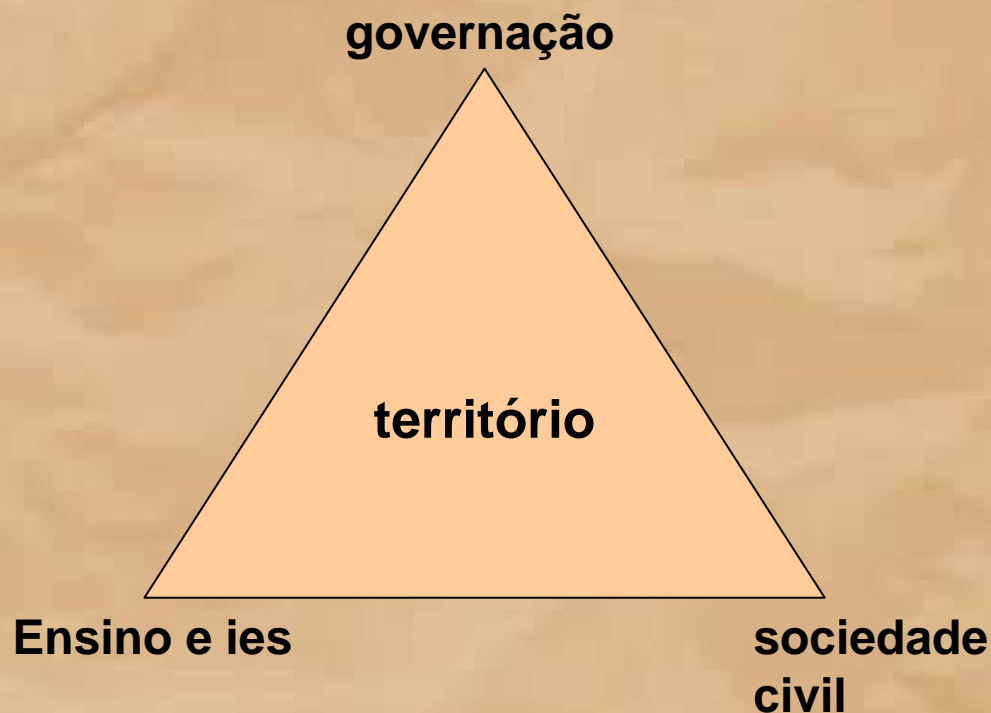 governação
território
Ensino e ies
sociedade
civil